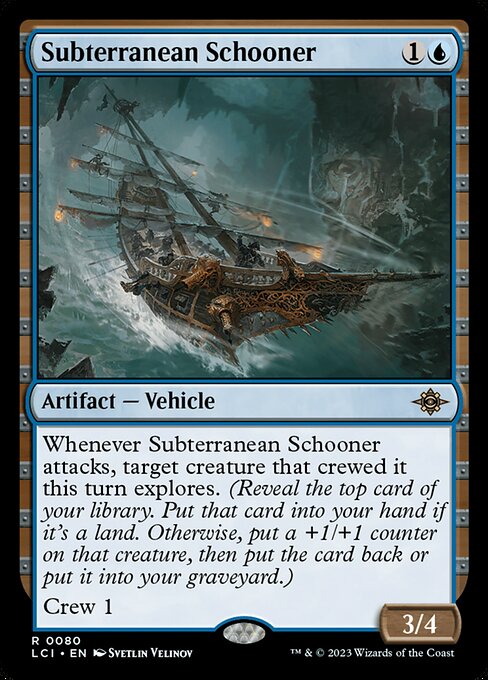 Subterranean Schooner 1
Artifact — Vehicle
Whenever Subterranean Schooner
attacks, target creature that crewed it
this turn explores. (Reveal the top card of
your library. Put that card into your hand if
it's a land. Otherwise, put a +1/+1 counter
on that creature, then put the card back or
put it into your graveyard.)
Crew 1
3/4
R 0080
LCI • EN Svetlin Velinov
™ & © 2023 Wizards of the Coast